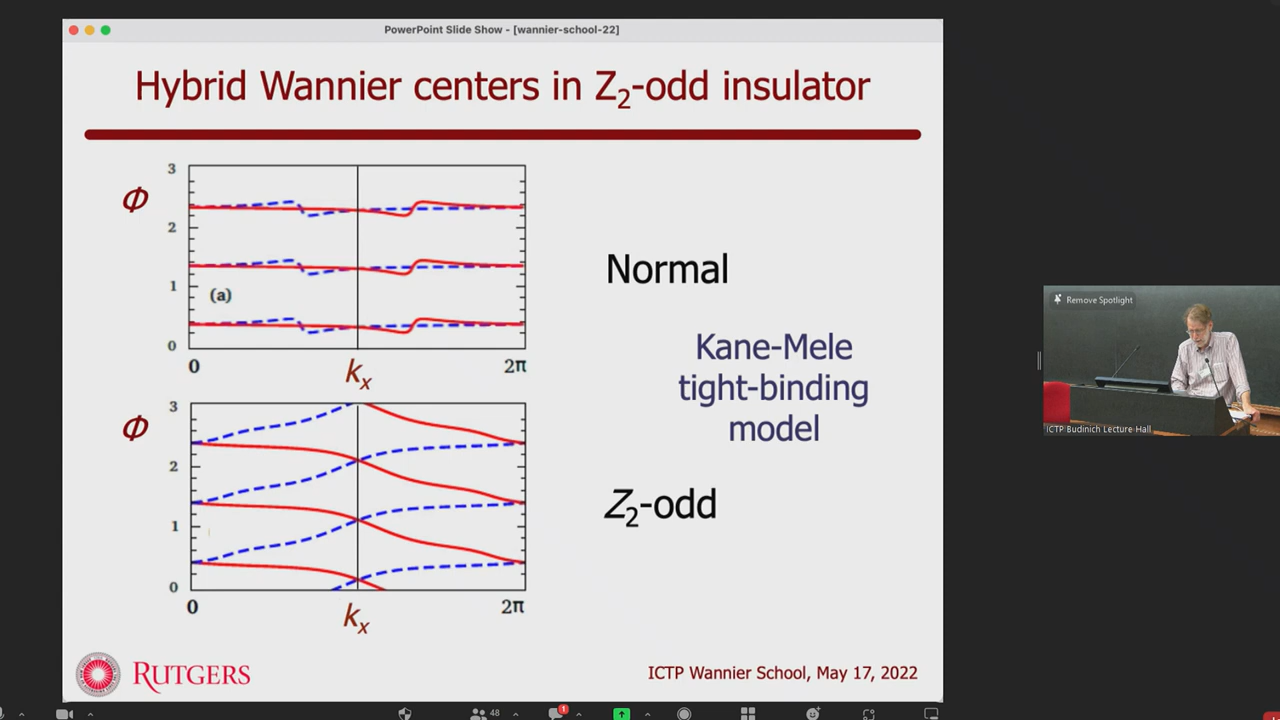 PowerPoint Slide Show - [wannier-school-22]
Hybrid Wannier centers in Z2-odd insulator
Φ
3
2
1
0
(a)
0
kx
2π
Normal
Kane-Mele
tight-binding
model
Φ
3
2
1
0
0
kx
2π
Z2-odd
RUTGERS
ICTP Wannier School, May 17, 2022
Remove Spotlight
ICTP Budinich Lecture Hall
48
1